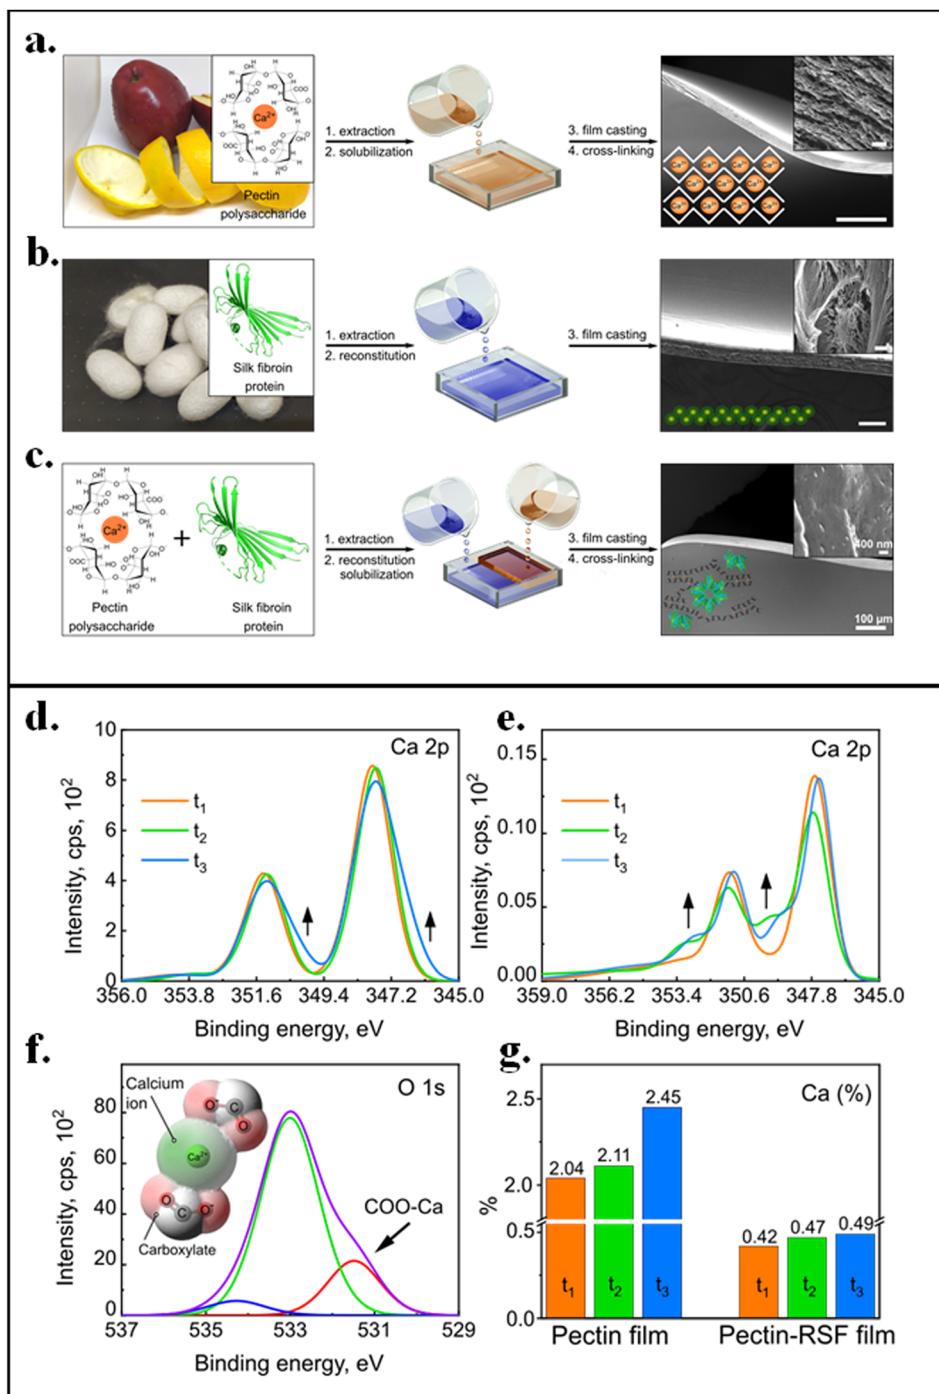 a.
Pectin
polysaccharide
Ca²⁺
1. extraction
2. solubilization
3. film casting
4. cross-linking
b.
Silk fibroin
protein
1. extraction
2. reconstitution
3. film casting
c.
Ca²⁺
+
Pectin
polysaccharide
Silk fibroin
protein
1. extraction
2. reconstitution
solubilization
3. film casting
4. cross-linking
400 nm
100 µm
d.
Ca 2p
t₁
t₂
t₃
Intensity, cps, 10²
10
8
6
4
2
0
356.0 353.8 351.6 349.4 347.2 345.0
Binding energy, eV
e.
Ca 2p
t₁
t₂
t₃
Intensity, cps, 10²
0.15
0.10
0.05
0.00
359.0 356.2 353.4 350.6 347.8 345.0
Binding energy, eV
f.
O 1s
Calcium
ion
Ca²⁺
Carboxylate
COO-Ca
Intensity, cps, 10²
80
60
40
20
0
537 535 533 531 529
Binding energy, eV
g.
Ca (%)
%
2.5
2.0
0.5
0.0
2.04 2.11 2.45
0.42 0.47 0.49
t₁ t₂ t₃ t₁ t₂ t₃
Pectin film Pectin-RSF film